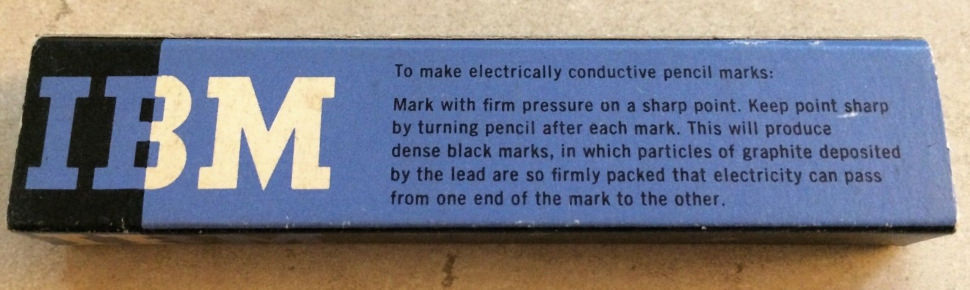 IBM
To make electrically conductive pencil marks:
Mark with firm pressure on a sharp point. Keep point sharp
by turning pencil after each mark. This will produce
dense black marks, in which particles of graphite deposited
by the lead are so firmly packed that electricity can pass
from one end of the mark to the other.